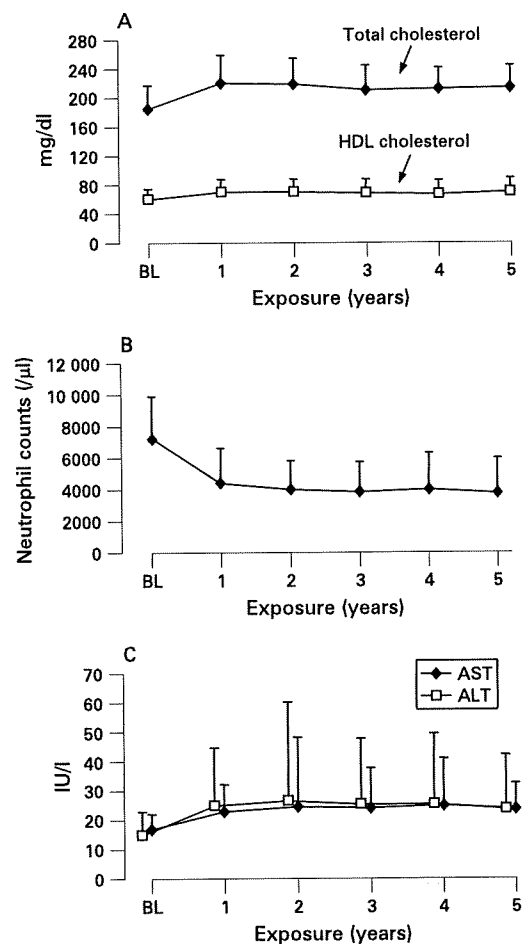 A
280
240
200
160
120
80
40
0
mg/dl
Total cholesterol
HDL cholesterol
BL 1 2 3 4 5
Exposure (years)
B
12 000
10 000
8000
6000
4000
2000
0
Neutrophil counts (/µl)
BL 1 2 3 4 5
Exposure (years)
C
70
60
50
40
30
20
10
0
IU/l
AST
ALT
BL 1 2 3 4 5
Exposure (years)